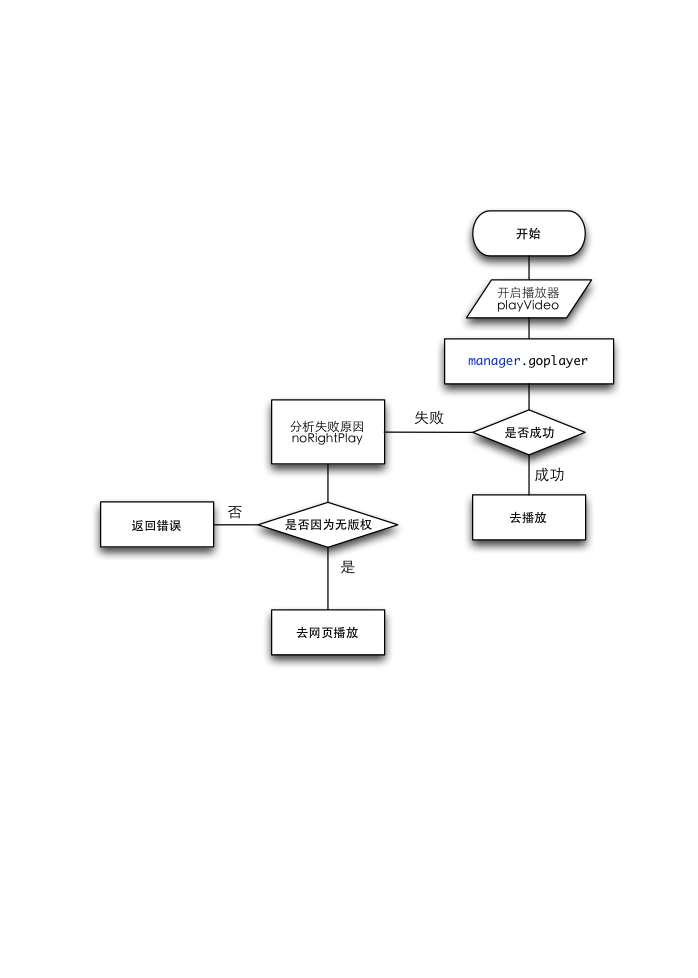 开始
开启播放器
playVideo
manager.goplayer
是否成功
失败
分析失败原因
noRightPlay
成功
去播放
是否因为无版权
否
返回错误
是
去网页播放